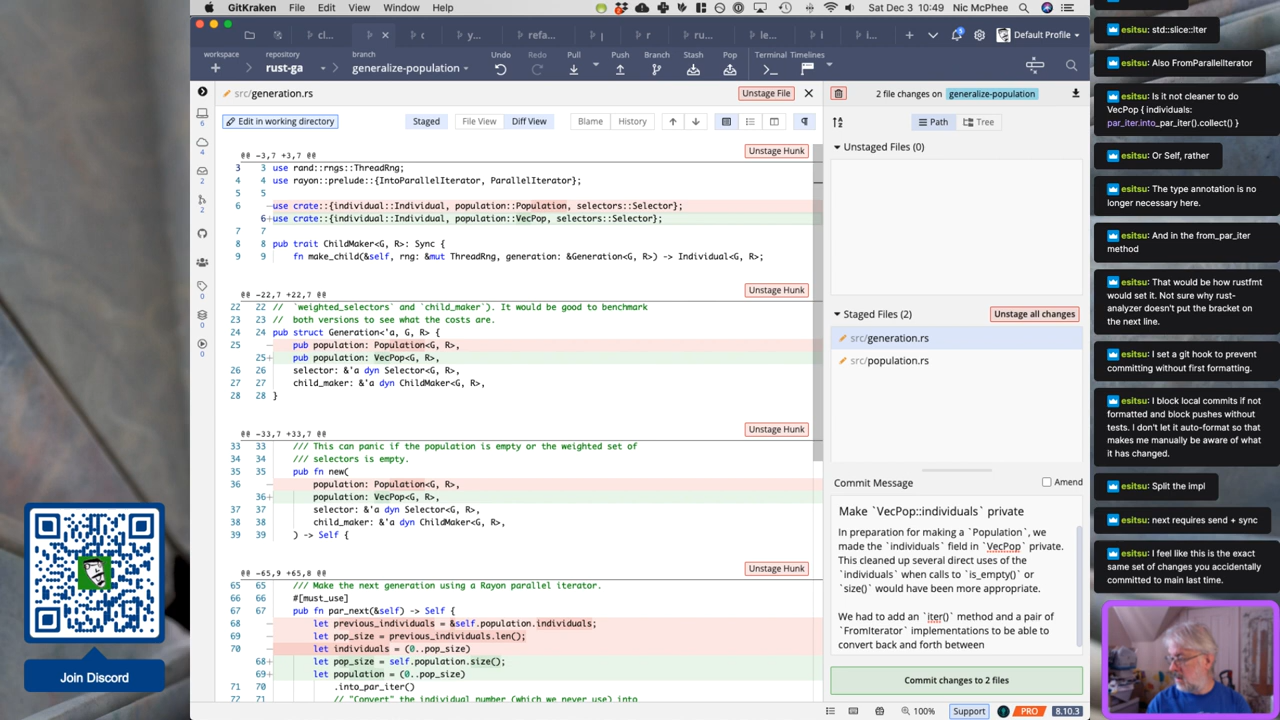 GitKraken File Edit View Window Help
Sat Dec 3 10:49 Nic McPhee
cl...
y...
refa...
r
ru...
le...
i
i...
Default Profile
workspace
repository
rust-ga
branch
generalize-population
Undo
Redo
Pull
Push
Branch
Stash
Pop
Terminal
Timelines
src/generation.rs
Unstage File
Edit in working directory
Staged
File View
Diff View
Blame
History
@@ -3,7 +3,7 @@
Unstage Hunk
3 3 use rand::rngs::ThreadRng;
4 4 use rayon::prelude::{IntoParallelIterator, ParallelIterator};
5 5
6 -use crate::{individual::Individual, population::Population, selectors::Selector};
6+use crate::{individual::Individual, population::VecPop, selectors::Selector};
7 7
8 8 pub trait ChildMaker<G, R>: Sync {
9 9 fn make_child(&self, rng: &mut ThreadRng, generation: &Generation<G, R>) -> Individual<G, R>;
@@ -22,7 +22,7 @@
Unstage Hunk
22 22 // `weighted_selectors` and `child_maker`). It would be good to benchmark
23 23 // both versions to see what the costs are.
24 24 pub struct Generation<'a, G, R> {
25 - pub population: Population<G, R>,
25+ pub population: VecPop<G, R>,
26 26 selector: &'a dyn Selector<G, R>,
27 27 child_maker: &'a dyn ChildMaker<G, R>,
28 28 }
@@ -33,7 +33,7 @@
Unstage Hunk
33 33 /// This can panic if the population is empty or the weighted set of
34 34 /// selectors is empty.
35 35 pub fn new(
36 - population: Population<G, R>,
36+ population: VecPop<G, R>,
37 37 selector: &'a dyn Selector<G, R>,
38 38 child_maker: &'a dyn ChildMaker<G, R>,
39 39 ) -> Self {
@@ -65,9 +65,8 @@
Unstage Hunk
65 65 /// Make the next generation using a Rayon parallel iterator.
66 66 #[must_use]
67 67 pub fn par_next(&self) -> Self {
68 - let previous_individuals = &self.population.individuals;
69 - let pop_size = previous_individuals.len();
70 - let individuals = (0..pop_size)
68+ let pop_size = self.population.size();
69+ let population = (0..pop_size)
71 70 .into_par_iter()
72 71 // "Convert" the individual number (which we never use) into
2 file changes on generalize-population
Path
Tree
Unstaged Files (0)
Staged Files (2)
Unstage all changes
src/generation.rs
src/population.rs
Commit Message
Amend
Make `VecPop::individuals` private
In preparation for making a `Population`, we
made the `individuals` field in `VecPop` private.
This cleaned up several direct uses of the
`individuals` when calls to `is_empty()` or
`size()` would have been more appropriate.
We had to add an `iter()` method and a pair of
`FromIterator` implementations to be able to
convert back and forth between
Commit changes to 2 files
100%
Support
PRO
8.10.3
esitsu: std::slice::Iter
esitsu: Also FromParallelIterator
esitsu: Is it not cleaner to do
VecPop { individuals:
par_iter.into_par_iter().collect() }
esitsu: Or Self, rather
esitsu: The type annotation is no
longer necessary here.
esitsu: And in the from_par_iter
method
esitsu: That would be how rustfmt
would set it. Not sure why rust-
analyzer doesn't put the bracket on
the next line.
esitsu: I set a git hook to prevent
committing without first formatting.
esitsu: I block local commits if not
formatted and block pushes without
tests. I don't let it auto-format so that
makes me manually be aware of what
it has changed.
esitsu: Split the impl
esitsu: next requires send + sync
esitsu: I feel like this is the exact
same set of changes you accidentally
committed to main last time.
Join Discord